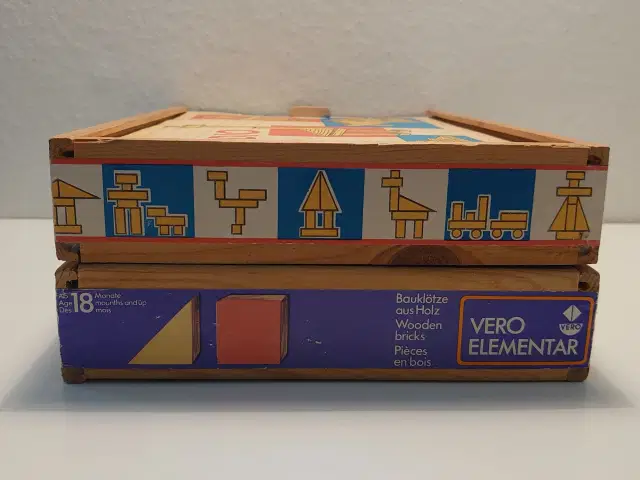 Ab
Age
Dès
18
Monate
mounths and up
mois
Bauklötze
aus Holz
Wooden
bricks
Pièces
en bois
VERO
ELEMENTAR
VERO